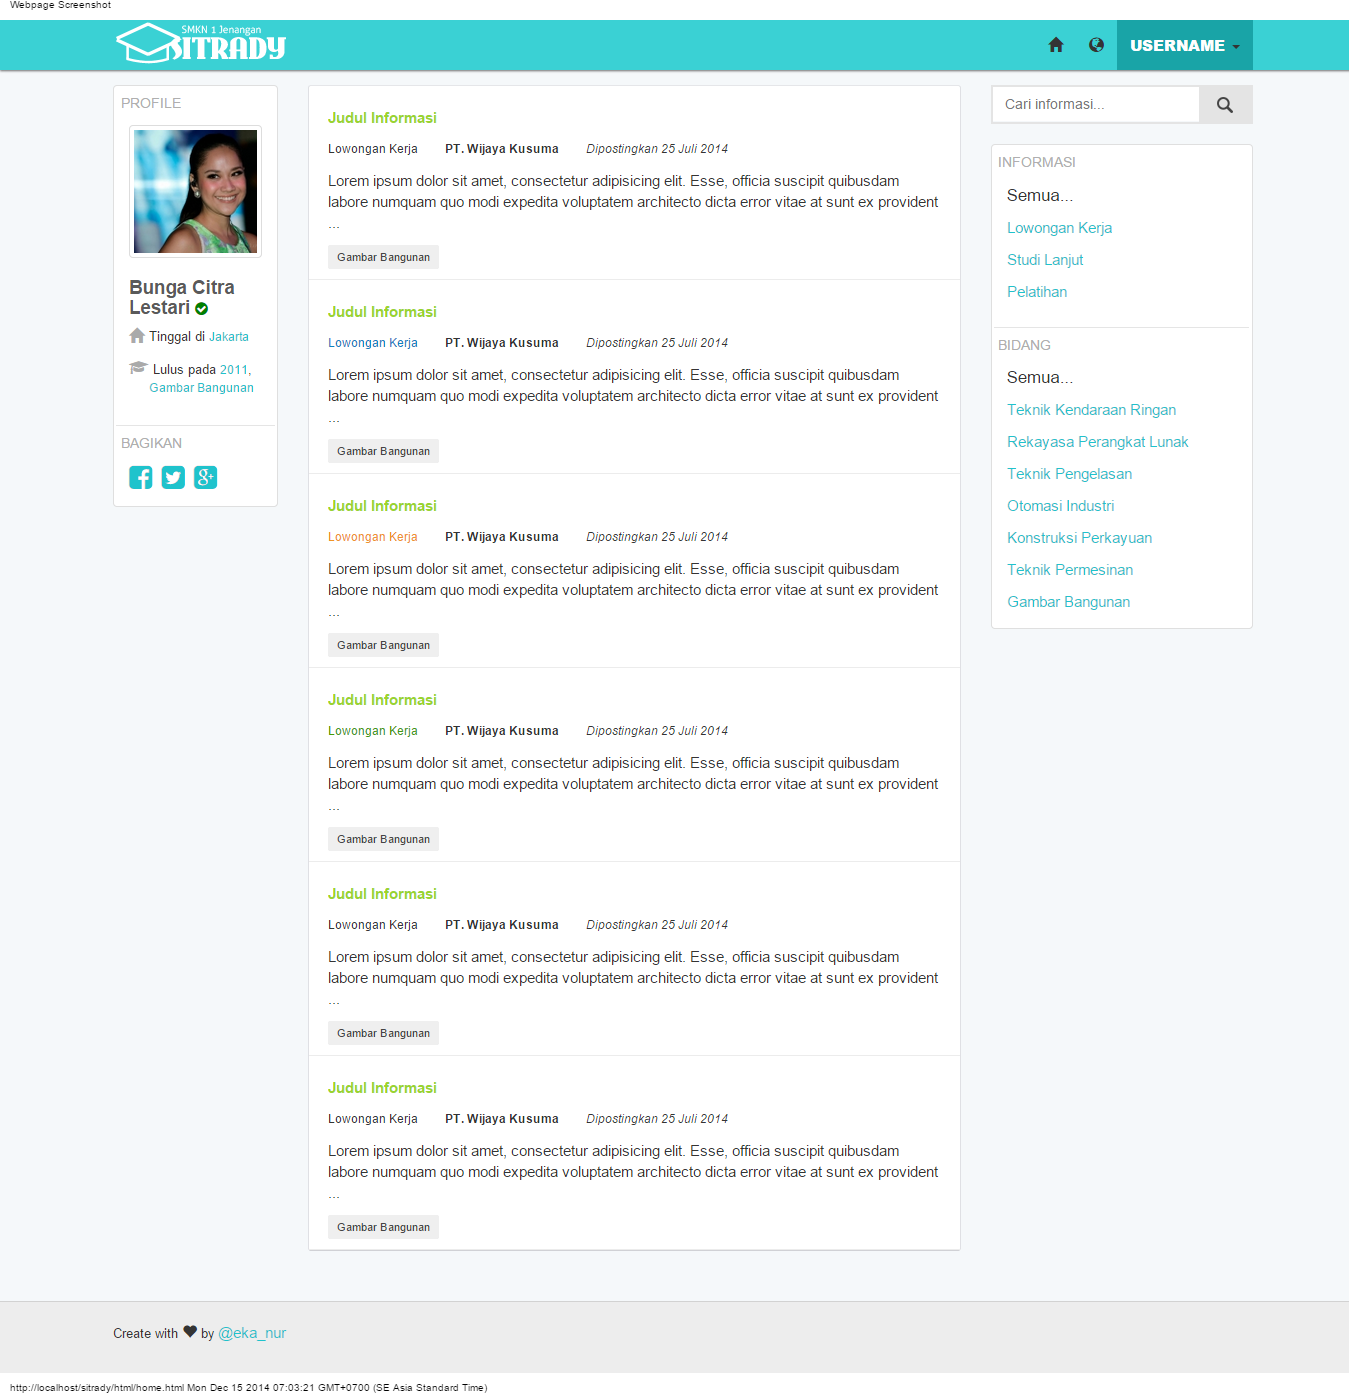 Webpage Screenshot
SMKN 1 Jenangan
SITRADY
USERNAME
PROFILE
Bunga Citra
Lestari
Tinggal di Jakarta
Lulus pada 2011,
Gambar Bangunan
BAGIKAN
Judul Informasi
Lowongan Kerja PT. Wijaya Kusuma Dipostingkan 25 Juli 2014
Lorem ipsum dolor sit amet, consectetur adipisicing elit. Esse, officia suscipit quibusdam
labore numquam quo modi expedita voluptatem architecto dicta error vitae at sunt ex provident
...
Gambar Bangunan
Judul Informasi
Lowongan Kerja PT. Wijaya Kusuma Dipostingkan 25 Juli 2014
Lorem ipsum dolor sit amet, consectetur adipisicing elit. Esse, officia suscipit quibusdam
labore numquam quo modi expedita voluptatem architecto dicta error vitae at sunt ex provident
...
Gambar Bangunan
Judul Informasi
Lowongan Kerja PT. Wijaya Kusuma Dipostingkan 25 Juli 2014
Lorem ipsum dolor sit amet, consectetur adipisicing elit. Esse, officia suscipit quibusdam
labore numquam quo modi expedita voluptatem architecto dicta error vitae at sunt ex provident
...
Gambar Bangunan
Judul Informasi
Lowongan Kerja PT. Wijaya Kusuma Dipostingkan 25 Juli 2014
Lorem ipsum dolor sit amet, consectetur adipisicing elit. Esse, officia suscipit quibusdam
labore numquam quo modi expedita voluptatem architecto dicta error vitae at sunt ex provident
...
Gambar Bangunan
Judul Informasi
Lowongan Kerja PT. Wijaya Kusuma Dipostingkan 25 Juli 2014
Lorem ipsum dolor sit amet, consectetur adipisicing elit. Esse, officia suscipit quibusdam
labore numquam quo modi expedita voluptatem architecto dicta error vitae at sunt ex provident
...
Gambar Bangunan
Judul Informasi
Lowongan Kerja PT. Wijaya Kusuma Dipostingkan 25 Juli 2014
Lorem ipsum dolor sit amet, consectetur adipisicing elit. Esse, officia suscipit quibusdam
labore numquam quo modi expedita voluptatem architecto dicta error vitae at sunt ex provident
...
Gambar Bangunan
Cari informasi...
INFORMASI
Semua...
Lowongan Kerja
Studi Lanjut
Pelatihan
BIDANG
Semua...
Teknik Kendaraan Ringan
Rekayasa Perangkat Lunak
Teknik Pengelasan
Otomasi Industri
Konstruksi Perkayuan
Teknik Permesinan
Gambar Bangunan
Create with ♥ by @eka_nur
http://localhost/sitrady/html/home.html Mon Dec 15 2014 07:03:21 GMT+0700 (SE Asia Standard Time)